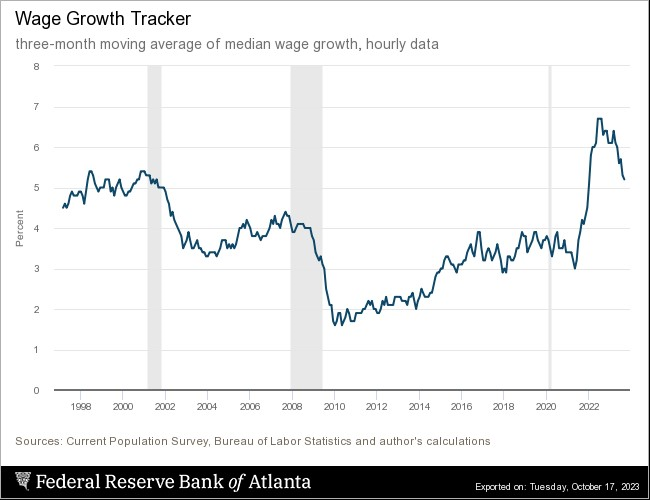 Wage Growth Tracker
three-month moving average of median wage growth, hourly data
Percent
8
7
6
5
4
3
2
1
0
1998 2000 2002 2004 2006 2008 2010 2012 2014 2016 2018 2020 2022
Sources: Current Population Survey, Bureau of Labor Statistics and author's calculations
Federal Reserve Bank of Atlanta
Exported on: Tuesday, October 17, 2023